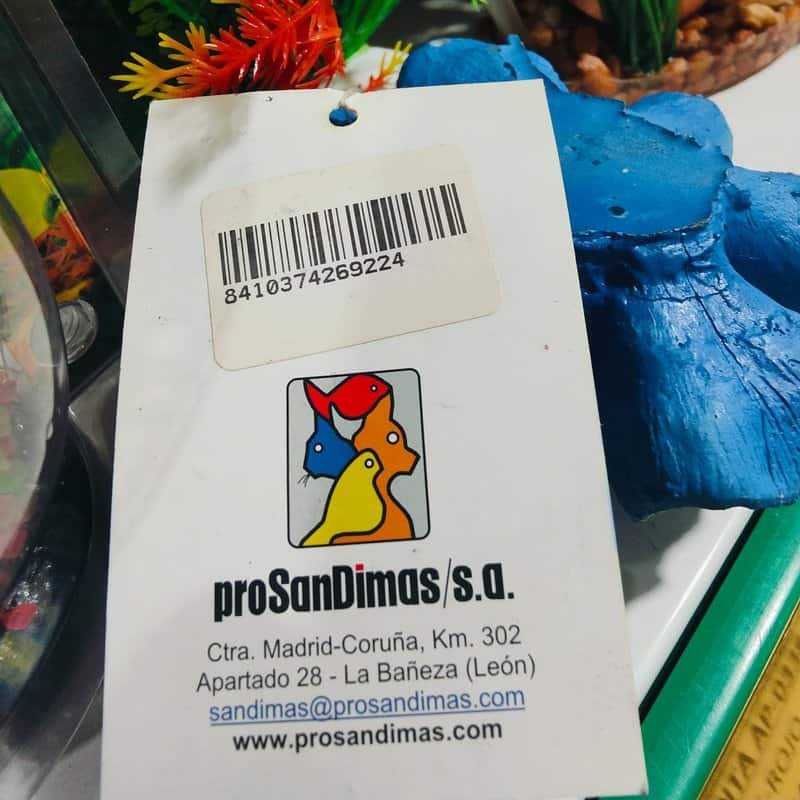 8410374269224
proSanDimas/s.a.
Ctra. Madrid-Coruña, Km. 302
Apartado 28 - La Bañeza (León)
sandimas@prosandimas.com
www.prosandimas.com